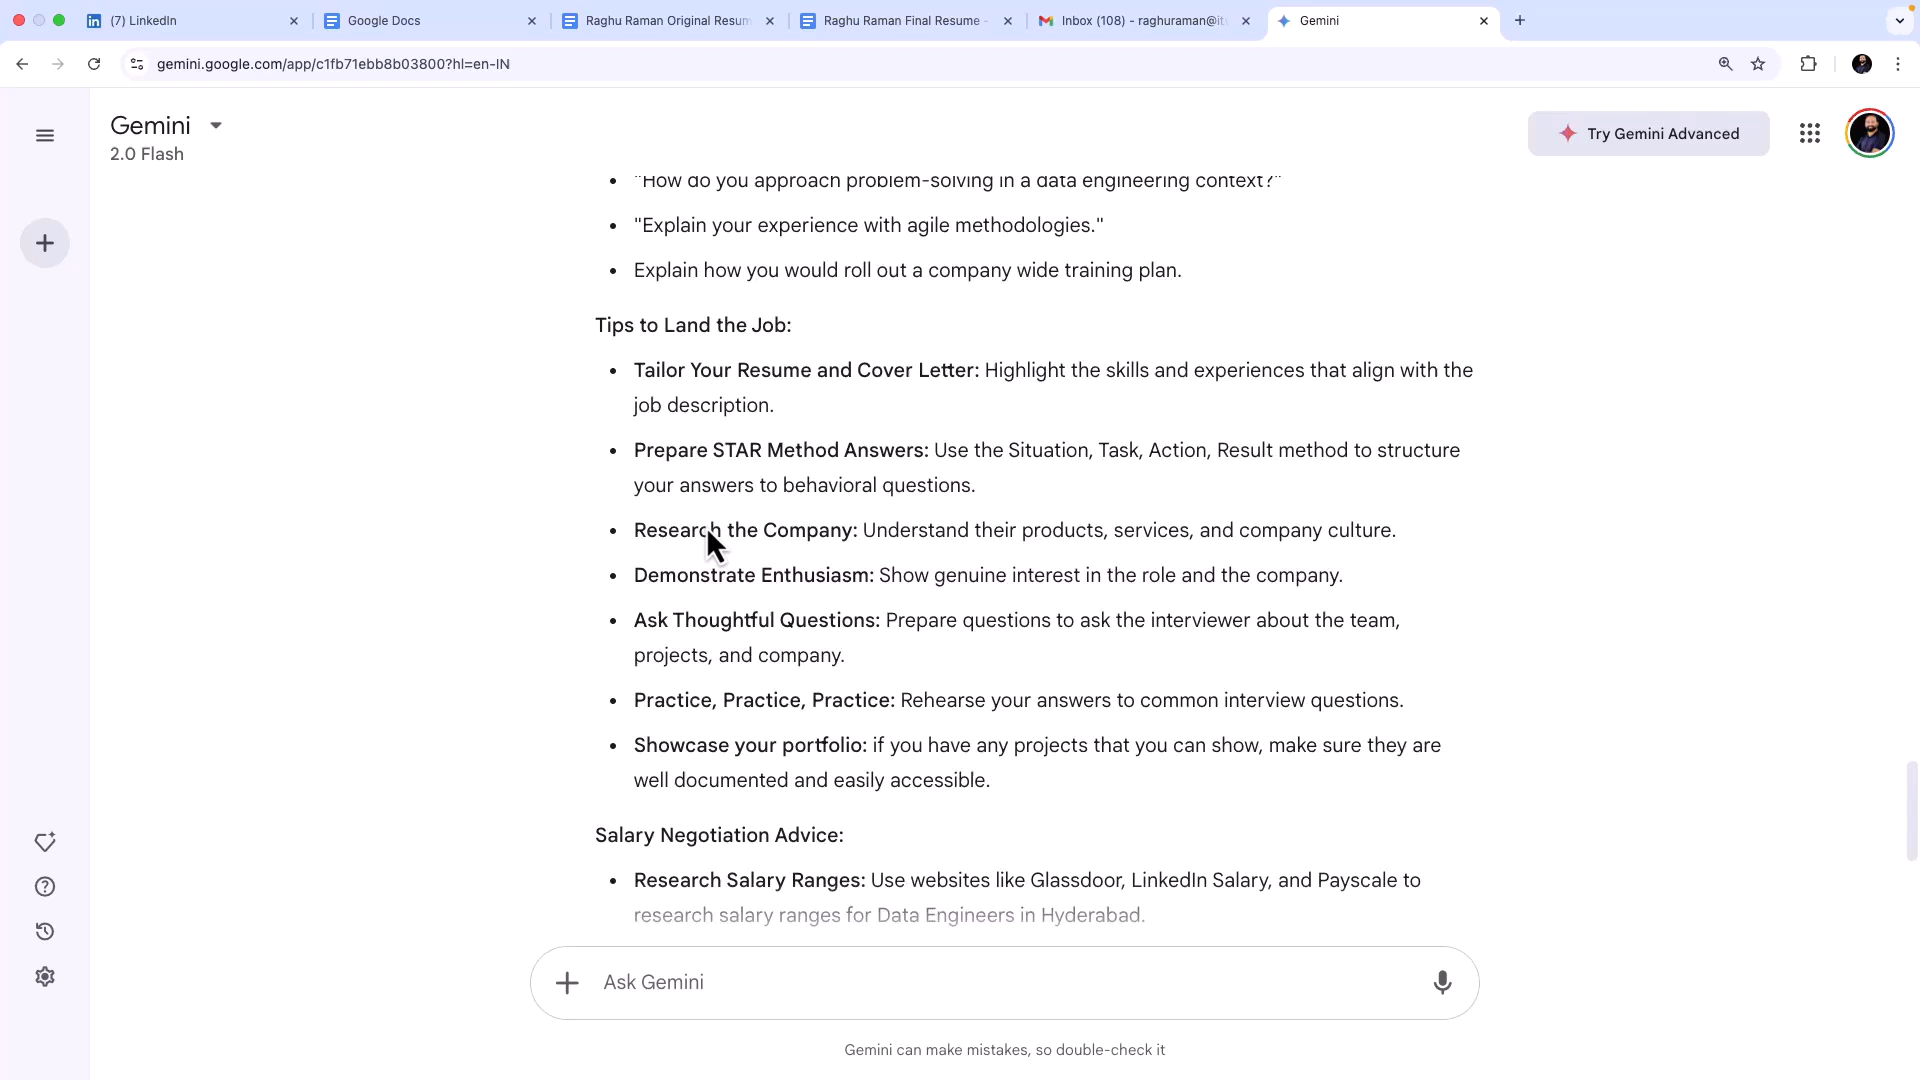 (7) LinkedIn
Google Docs
Raghu Raman Original Resum
Raghu Raman Final Resume -
Inbox (108) - raghuraman@it
Gemini
gemini.google.com/app/c1fb71ebb8b03800?hl=en-IN
Gemini
2.0 Flash
Try Gemini Advanced
"How do you approach problem-solving in a data engineering context?"
"Explain your experience with agile methodologies."
Explain how you would roll out a company wide training plan.
Tips to Land the Job:
Tailor Your Resume and Cover Letter: Highlight the skills and experiences that align with the
job description.
Prepare STAR Method Answers: Use the Situation, Task, Action, Result method to structure
your answers to behavioral questions.
Research the Company: Understand their products, services, and company culture.
Demonstrate Enthusiasm: Show genuine interest in the role and the company.
Ask Thoughtful Questions: Prepare questions to ask the interviewer about the team,
projects, and company.
Practice, Practice, Practice: Rehearse your answers to common interview questions.
Showcase your portfolio: if you have any projects that you can show, make sure they are
well documented and easily accessible.
Salary Negotiation Advice:
Research Salary Ranges: Use websites like Glassdoor, LinkedIn Salary, and Payscale to
research salary ranges for Data Engineers in Hyderabad.
Ask Gemini
Gemini can make mistakes, so double-check it